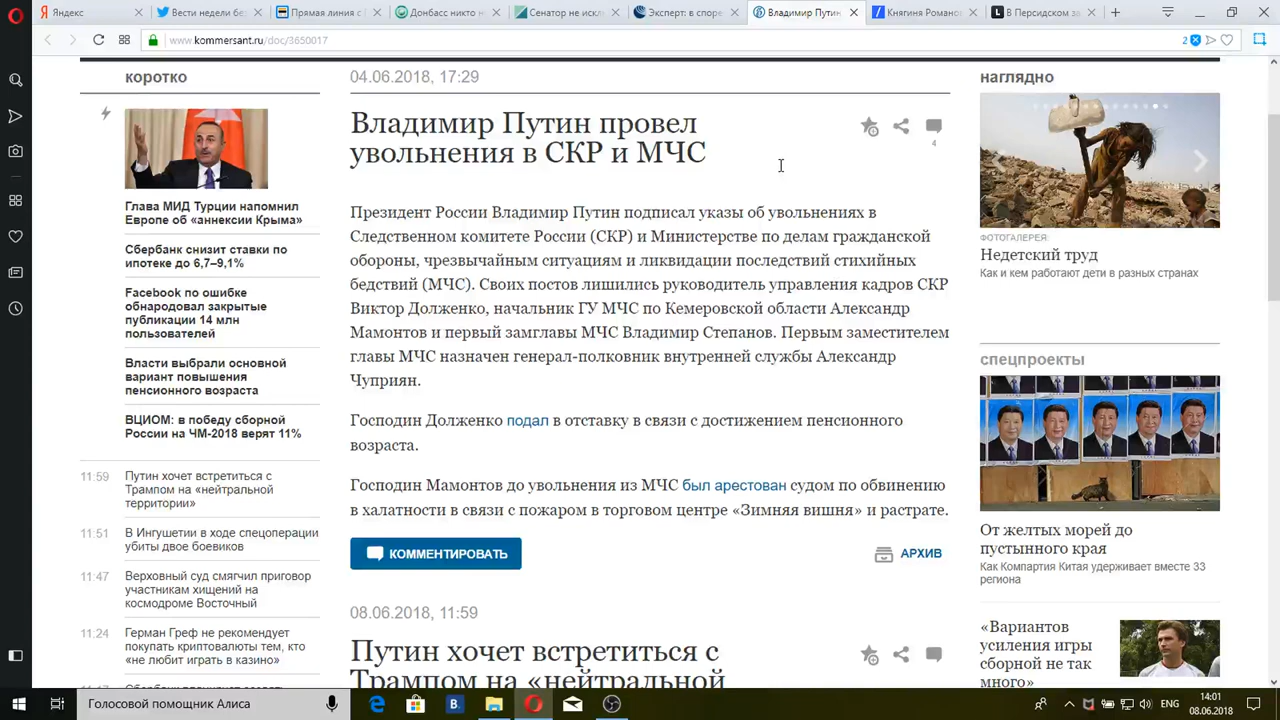 Яндекс
Вести недели бе
Прямая линия с
Донбасс никто н
Сенатор не искл
Эксперт: в споре
Владимир Путин
Княгиня Романов
В Персидском за
www.kommersant.ru/doc/3650017
2
коротко
Глава МИД Турции напомнил
Европе об «аннексии Крыма»
Сбербанк снизит ставки по
ипотеке до 6,7–9,1%
Facebook по ошибке
обнародовал закрытые
публикации 14 млн
пользователей
Власти выбрали основной
вариант повышения
пенсионного возраста
ВЦИОМ: в победу сборной
России на ЧМ-2018 верят 11%
11:59
Путин хочет встретиться с
Трампом на «нейтральной
территории»
11:51
В Ингушетии в ходе спецоперации
убиты двое боевиков
11:47
Верховный суд смягчил приговор
участникам хищений на
космодроме Восточный
11:24
Герман Греф не рекомендует
покупать криптовалюты тем, кто
«не любит играть в казино»
04.06.2018, 17:29
Владимир Путин провел
увольнения в СКР и МЧС
4
Президент России Владимир Путин подписал указы об увольнениях в
Следственном комитете России (СКР) и Министерстве по делам гражданской
обороны, чрезвычайным ситуациям и ликвидации последствий стихийных
бедствий (МЧС). Своих постов лишились руководитель управления кадров СКР
Виктор Долженко, начальник ГУ МЧС по Кемеровской области Александр
Мамонтов и первый замглавы МЧС Владимир Степанов. Первым заместителем
главы МЧС назначен генерал-полковник внутренней службы Александр
Чуприян.
Господин Долженко подал в отставку в связи с достижением пенсионного
возраста.
Господин Мамонтов до увольнения из МЧС был арестован судом по обвинению
в халатности в связи с пожаром в торговом центре «Зимняя вишня» и растрате.
КОММЕНТИРОВАТЬ
АРХИВ
08.06.2018, 11:59
Путин хочет встретиться с
Трампом на «нейтральной
наглядно
ФОТОГАЛЕРЕЯ:
Недетский труд
Как и кем работают дети в разных странах
спецпроекты
От желтых морей до
пустынного края
Как Компартия Китая удерживает вместе 33
региона
«Вариантов
усиления игры
сборной не так
много»
Голосовой помощник Алиса
ENG
14:01
08.06.2018